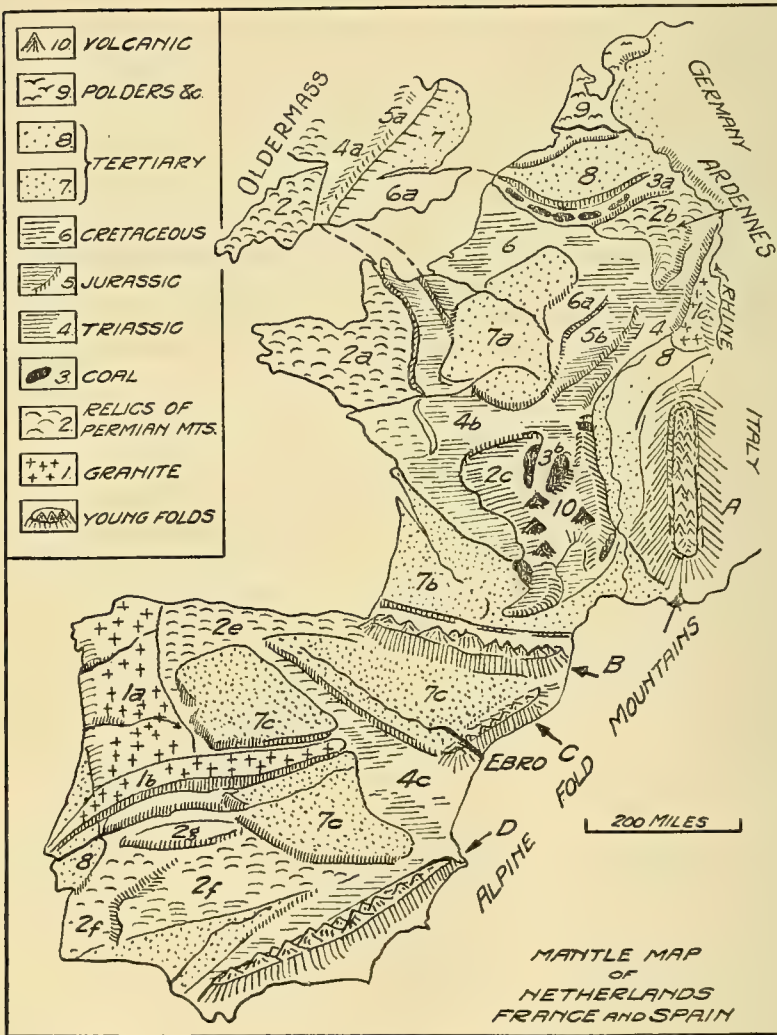 10. VOLCANIC
9. POLDERS &c.
8.
7.
TERTIARY
6 CRETACEOUS
5. JURASSIC
4. TRIASSIC
3. COAL
2. RELICS OF
PERMIAN MTS.
1. GRANITE
YOUNG FOLDS
OLDERMASS
5a
4a
7
2
6a
9
GERMANY
ARDENNES
8
3a
2b
6
RHINE
1c
6a
4
7a
5b
8
2a
4b
ITALY
3b
2c
10
A
7b
2e
B
1a
7c
7c
C
EBRO
ALPINE FOLD MOUNTAINS
1b
4c
7c
D
2g
8
2f
2f
200 MILES
MANTLE MAP
OF
NETHERLANDS
FRANCE AND SPAIN